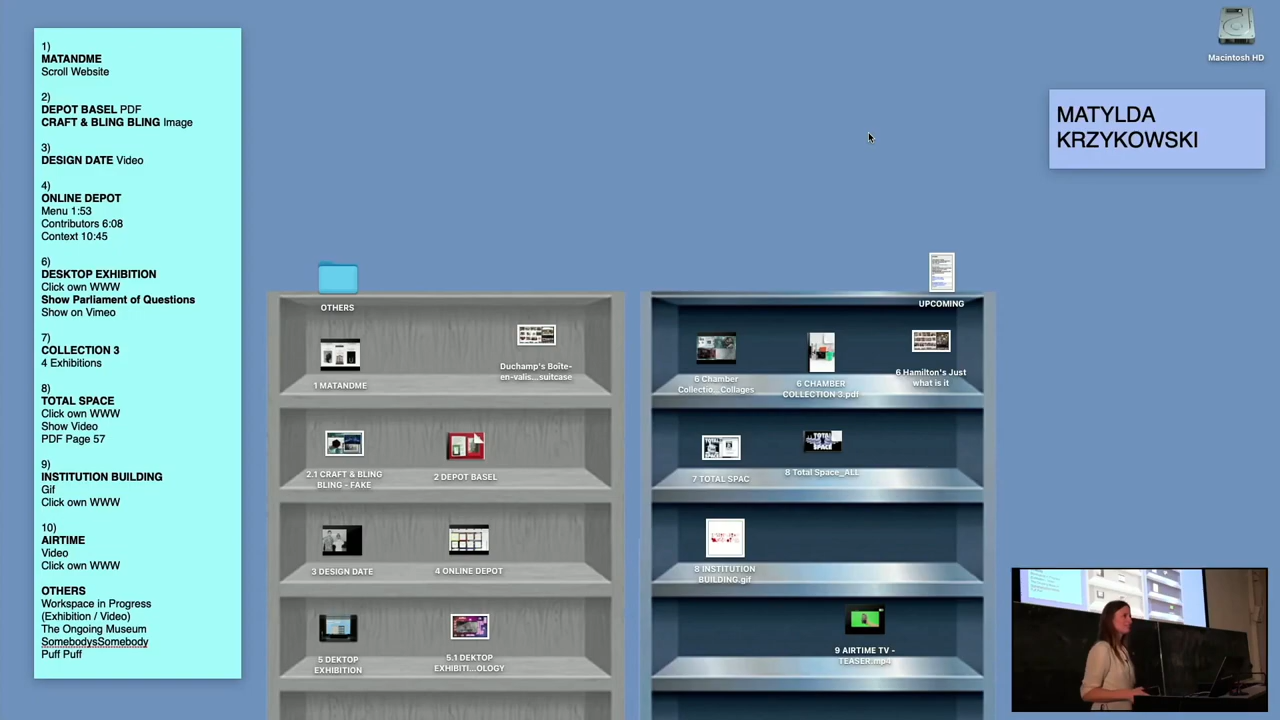 1)
MATANDME
Scroll Website
2)
DEPOT BASEL PDF
CRAFT & BLING BLING Image
3)
DESIGN DATE Video
4)
ONLINE DEPOT
Menu 1:53
Contributors 6:08
Context 10:45
6)
DESKTOP EXHIBITION
Click own WWW
Show Parliament of Questions
Show on Vimeo
7)
COLLECTION 3
4 Exhibitions
8)
TOTAL SPACE
Click own WWW
Show Video
PDF Page 57
9)
INSTITUTION BUILDING
Gif
Click own WWW
10)
AIRTIME
Video
Click own WWW
OTHERS
Workspace in Progress
(Exhibition / Video)
The Ongoing Museum
SomebodysSomebody
Puff Puff
OTHERS
1 MATANDME
Duchamp's Boîte-
en-valis...suitcase
2.1 CRAFT & BLING
BLING - FAKE
2 DEPOT BASEL
3 DESIGN DATE
4 ONLINE DEPOT
5 DEKTOP
EXHIBITION
5.1 DEKTOP
EXHIBITI...OLOGY
UPCOMING
6 Chamber
Collectio...Collages
6 CHAMBER
COLLECTION 3.pdf
6 Hamilton's Just
what is it
7 TOTAL SPAC
TOTAL
SPACE
8 Total Space_ALL
8 INSTITUTION
BUILDING.gif
9 AIRTIME TV -
TEASER.mp4
Macintosh HD
MATYLDA
KRZYKOWSKI